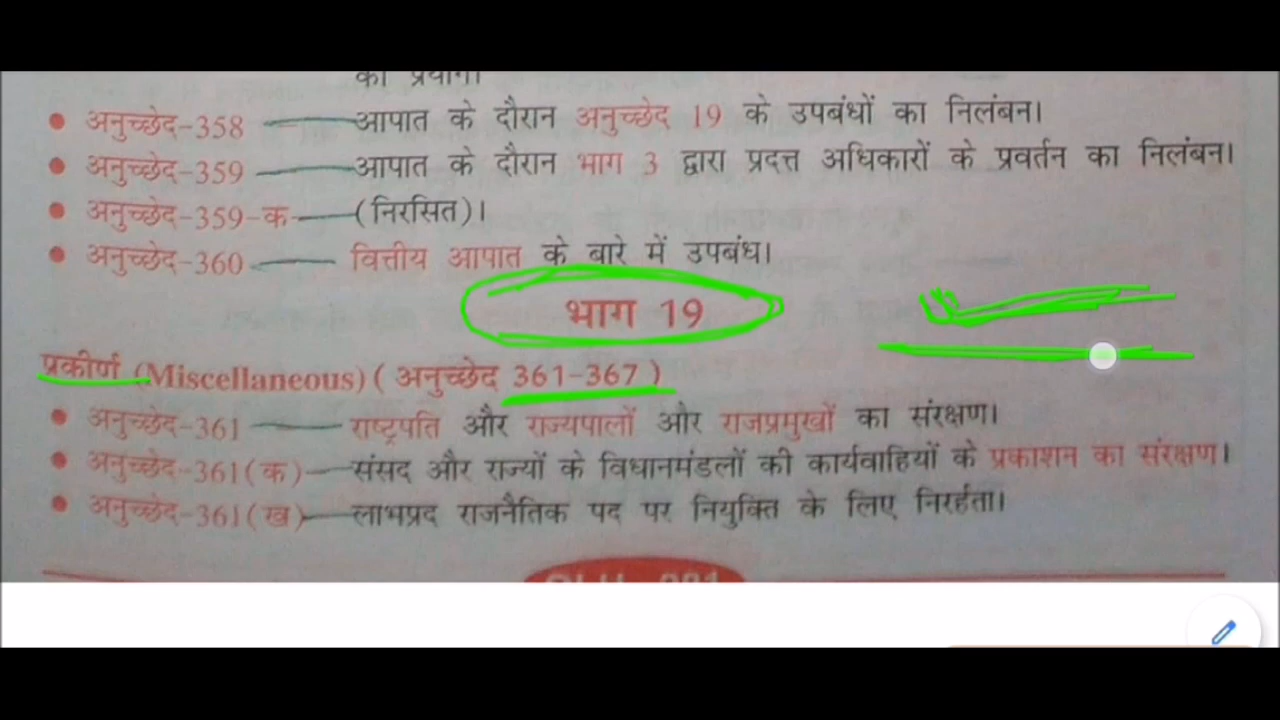 का प्रयोग।
• अनुच्छेद-358 आपात के दौरान अनुच्छेद 19 के उपबंधों का निलंबन।
• अनुच्छेद-359 आपात के दौरान भाग 3 द्वारा प्रदत्त अधिकारों के प्रवर्तन का निलंबन।
• अनुच्छेद-359-क (निरसित)।
• अनुच्छेद-360 वित्तीय आपात के बारे में उपबंध।
भाग 19
प्रकीर्ण (Miscellaneous) ( अनुच्छेद 361-367 )
• अनुच्छेद-361 राष्ट्रपति और राज्यपालों और राजप्रमुखों का संरक्षण।
• अनुच्छेद-361(क) संसद और राज्यों के विधानमंडलों की कार्यवाहियों के प्रकाशन का संरक्षण।
• अनुच्छेद-361(ख) लाभप्रद राजनैतिक पद पर नियुक्ति के लिए निरर्हता।